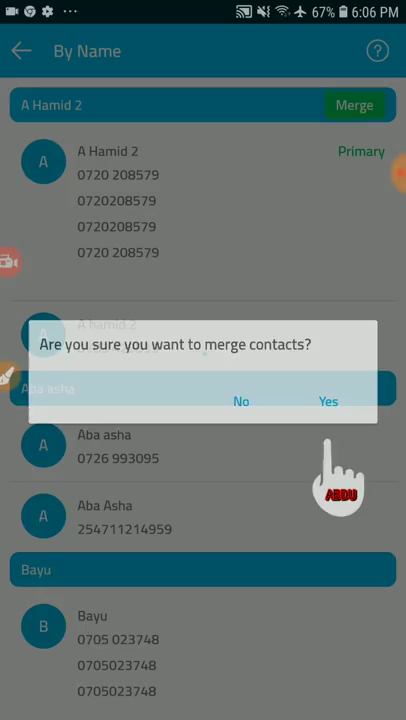 67% 6:06 PM
By Name
A Hamid 2
Merge
A Hamid 2
Primary
0720 208579
0720208579
0720208579
0720 208579
A hamid 2
Are you sure you want to merge contacts?
No
Yes
Aba asha
Aba asha
0726 993095
ABDU
Aba Asha
254711214959
Bayu
Bayu
0705 023748
0705023748
0705023748